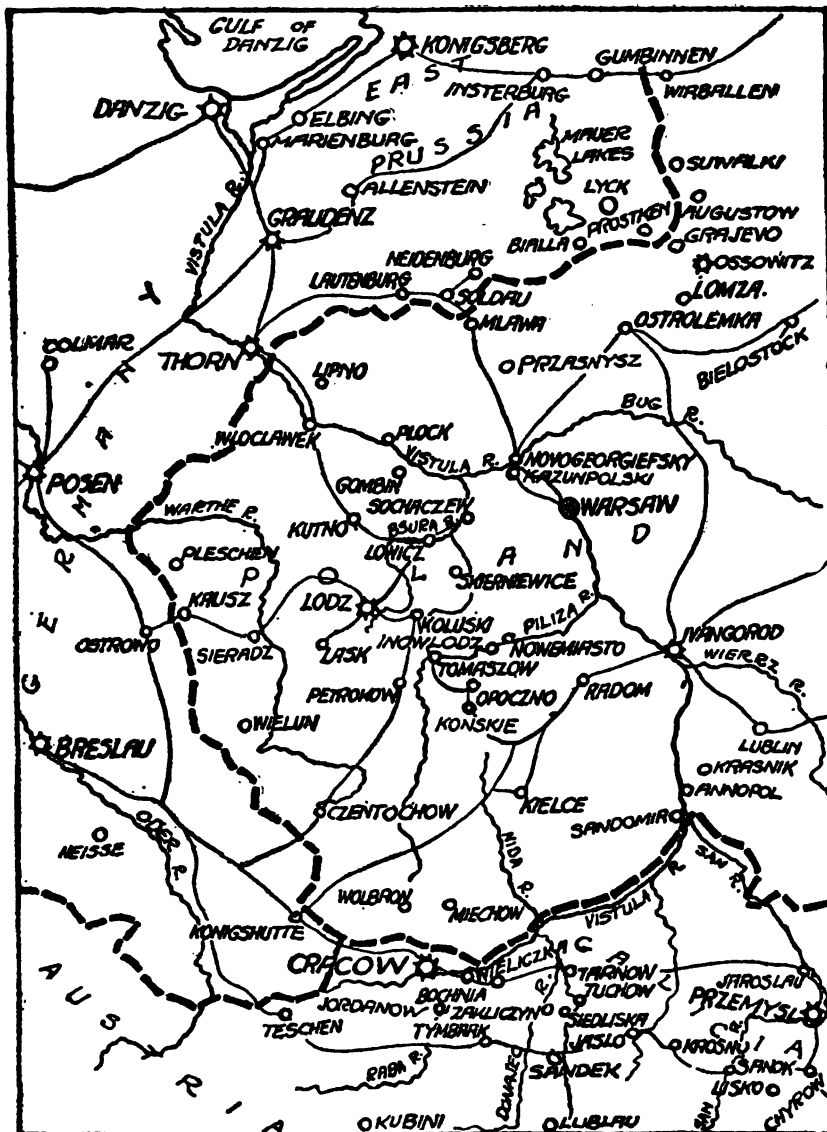 GULF OF
DANZIG
KONIGSBERG
GUMBINNEN
EAST
INSTERBURG
WIRBALLEN
DANZIG
ELBING
MARIENBURG
PRUSSIA
MAUER
LAKES
SUWALKI
ALLENSTEIN
LYCK
VISTULA R.
GRAUDENZ
PROSTKEN
AUGUSTOW
BIALLA
GRAJEVO
NEIDENBURG
OSSOWITZ
LAUTENBURG
SOLDAU
LOMZA.
MLAWA
OSTROLEMKA
COLMAR
THORN
LIPNO
PRZASNYSZ
BIELOSTOCK
BUG R.
WLOCLAWEK
PLOCK
VISTULA R.
NOVOGEORGIEFSKY
KAZUNPOLSKI
POSEN
GOMBIN
SOCHACZEW
WARSAW
WARTHE R.
KUTNO
BSURA R.
LOWICZ
PLESCHEN
SKIERNIEWICE
GERMANY
POLAND
KALISZ
LODZ
KOLUSKI
PILIZA R.
IVANGOROD
OSTROWO
SIERADZ
LASK
INOWLODZ
NOWEMIASTO
WIERRZ R.
TOMASZOW
PETROKOW
OPOCZNO
RADOM
WIELUN
KONSKIE
LUBLIN
BRESLAU
KRASNIK
ANNOPOL
CZENTOCHOW
KIELCE
SANDOMIR
ODER R.
NEISSE
NIDA R.
SAN R.
WOLBROM
MIECHOW
VISTULA R
KONIGSHUTTE
CRACOW
WIELICZKA
GALICIA
TARNOW
JAROSLAU
AUSTRIA
JORDANOW
BOCHNIA
ZAKLICZYN
TUCHOW
PRZEMYSL
TESCHEN
TYMBARK
SIEDLISKA
JASLO
KROSNU
RABA R.
DONAJEC R.
SANDEK
SANOK
LISKO
CHYROW
KUBINI
LUBLAU
SAN R.